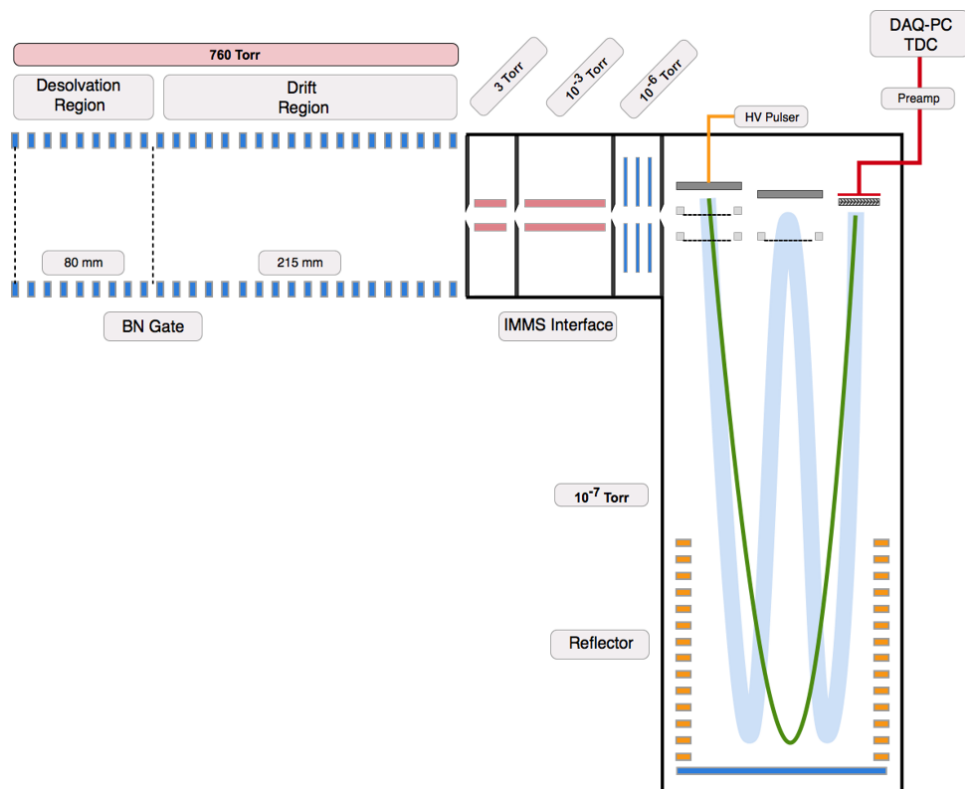 DAQ-PC
TDC
760 Torr
3 Torr
10⁻³ Torr
10⁻⁶ Torr
Desolvation
Region
Drift
Region
Preamp
HV Pulser
80 mm
215 mm
BN Gate
IMMS Interface
10⁻⁷ Torr
Reflector